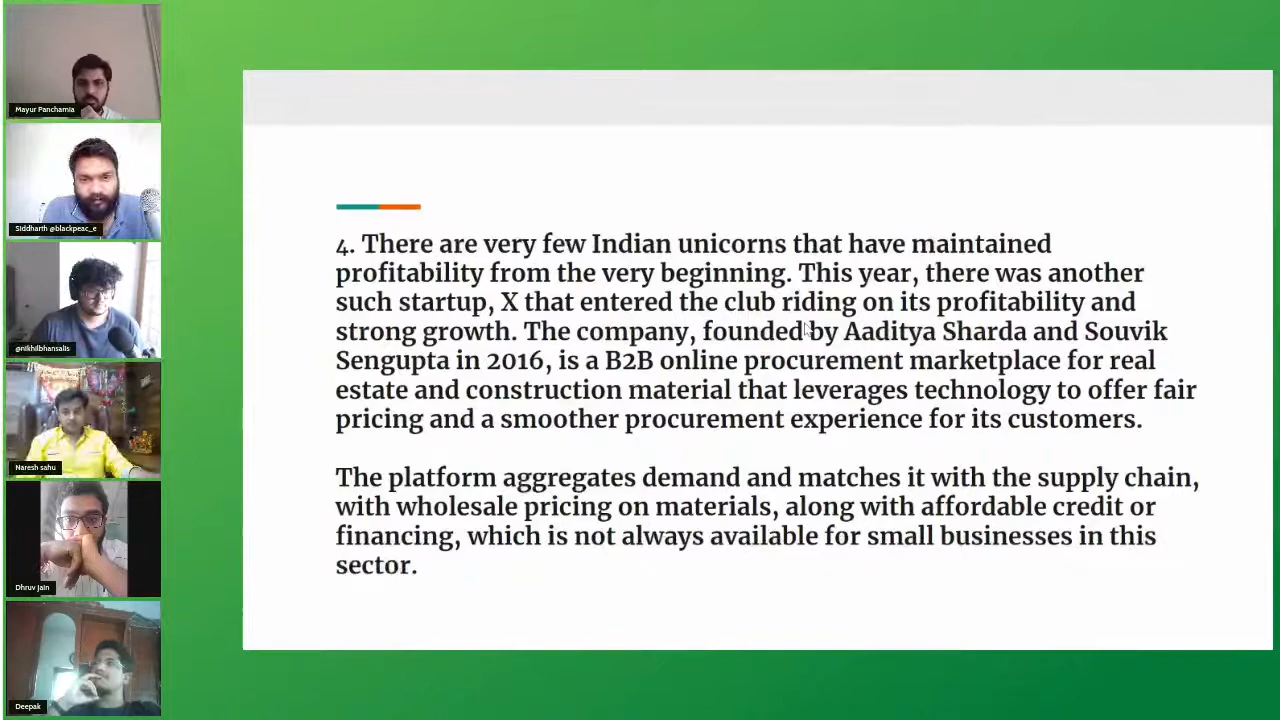 Mayur Panchamia
Siddharth @blackpeac_e
@nikhilbhansalis
Naresh sahu
Dhruv Jain
Deepak
4. There are very few Indian unicorns that have maintained
profitability from the very beginning. This year, there was another
such startup, X that entered the club riding on its profitability and
strong growth. The company, founded by Aaditya Sharda and Souvik
Sengupta in 2016, is a B2B online procurement marketplace for real
estate and construction material that leverages technology to offer fair
pricing and a smoother procurement experience for its customers.
The platform aggregates demand and matches it with the supply chain,
with wholesale pricing on materials, along with affordable credit or
financing, which is not always available for small businesses in this
sector.